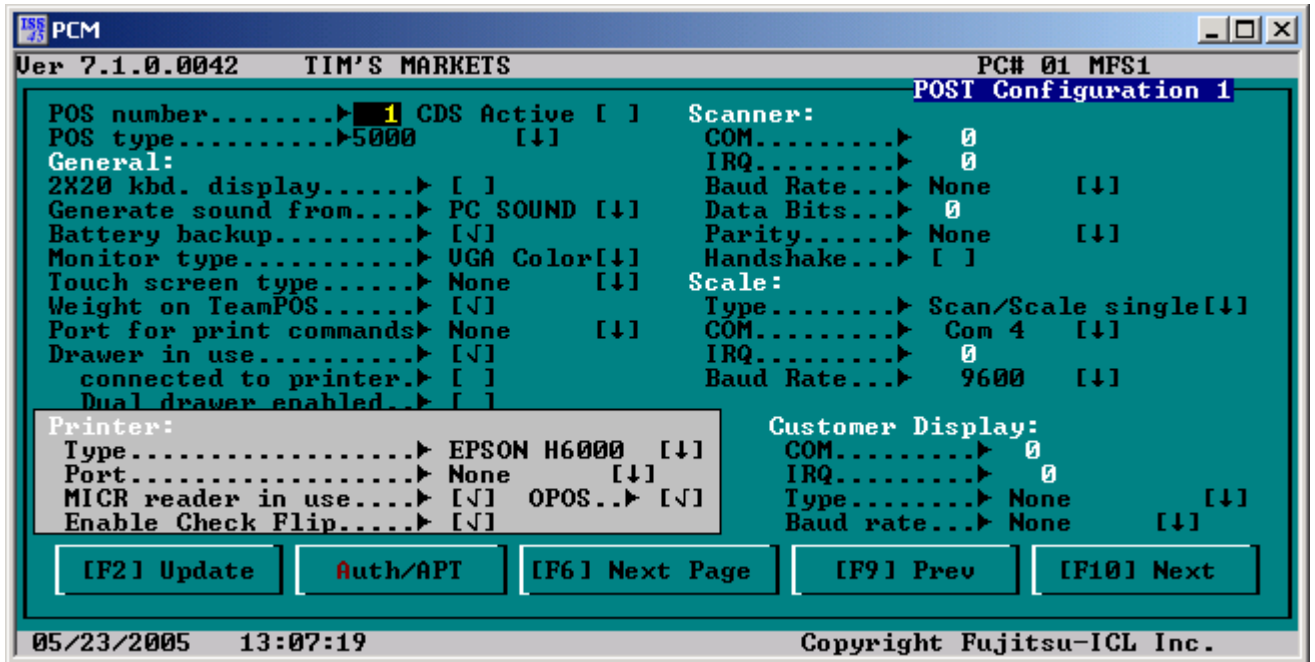 ISS 45 PCM
Ver 7.1.0.0042 TIM'S MARKETS PC# 01 MFS1
POST Configuration 1
POS number........► 1 CDS Active [ ]
POS type..........►5000 [↓]
General:
2X20 kbd. display......► [ ]
Generate sound from....► PC SOUND [↓]
Battery backup.........► [√]
Monitor type...........► VGA Color[↓]
Touch screen type......► None [↓]
Weight on TeamPOS......► [√]
Port for print commands► None [↓]
Drawer in use..........► [√]
connected to printer.► [ ]
Dual drawer enabled..► [ ]
Printer:
Type..................► EPSON H6000 [↓]
Port..................► None [↓]
MICR reader in use....► [√] OPOS..► [√]
Enable Check Flip.....► [√]
Scanner:
COM.........► 0
IRQ.........► 0
Baud Rate...► None [↓]
Data Bits...► 0
Parity......► None [↓]
Handshake...► [ ]
Scale:
Type........► Scan/Scale single[↓]
COM.........► Com 4 [↓]
IRQ.........► 0
Baud Rate...► 9600 [↓]
Customer Display:
COM.........► 0
IRQ.........► 0
Type........► None [↓]
Baud rate...► None [↓]
[F2] Update Auth/APT [F6] Next Page [F9] Prev [F10] Next
05/23/2005 13:07:19 Copyright Fujitsu-ICL Inc.